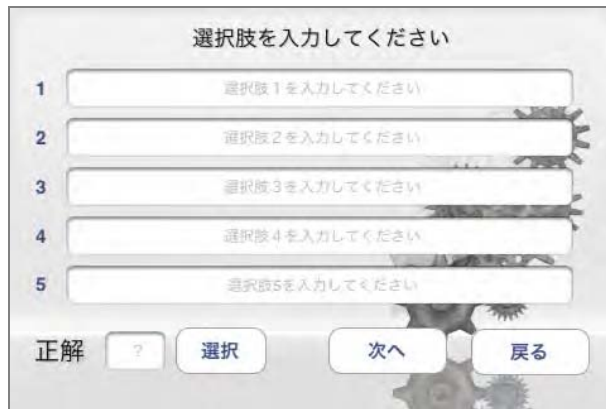 選択肢を入力してください
1 選択肢1を入力してください
2 選択肢2を入力してください
3 選択肢3を入力してください
4 選択肢4を入力してください
5 選択肢5を入力してください
正解 ? 選択 次へ 戻る